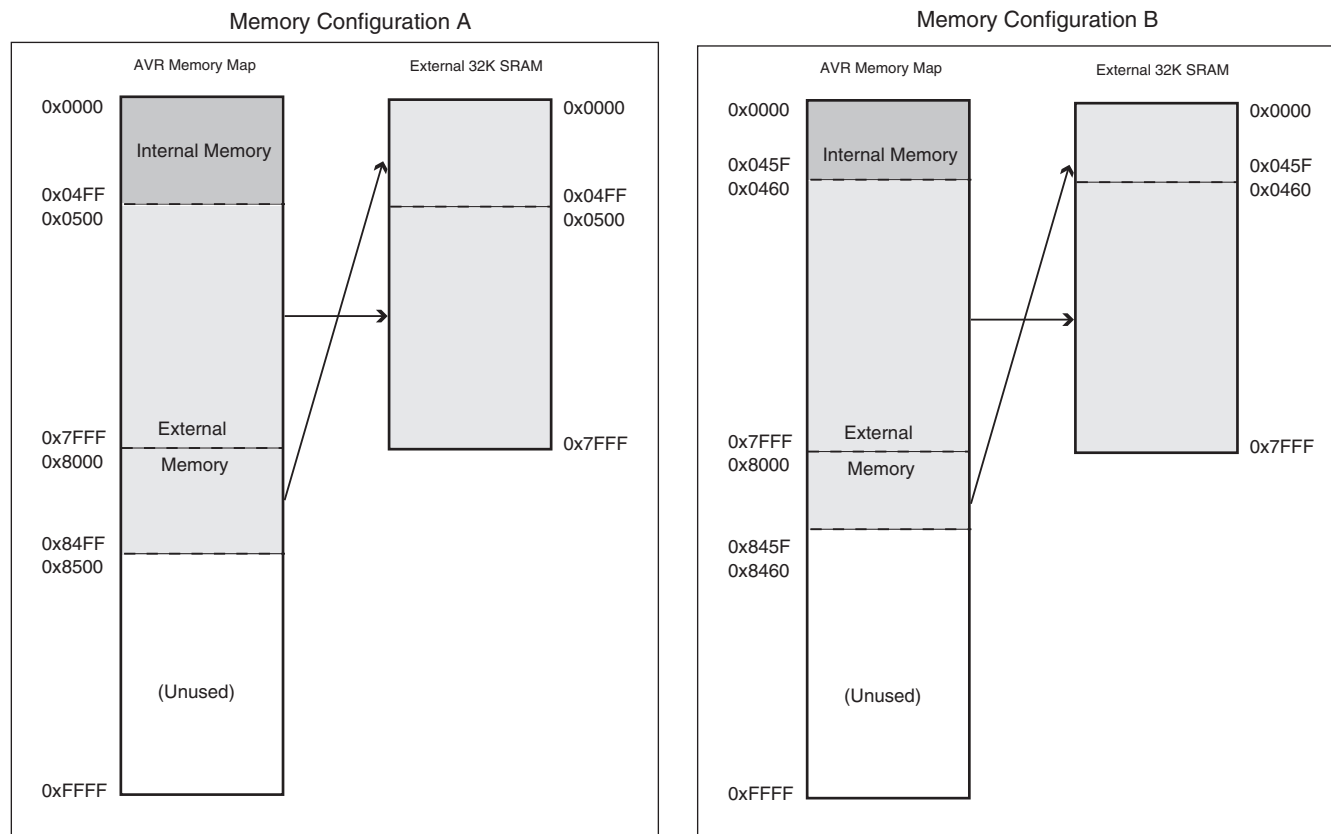 Memory Configuration A
AVR Memory Map
External 32K SRAM
0x0000
0x0000
Internal Memory
0x04FF
0x0500
0x04FF
0x0500
External
0x7FFF
0x8000
Memory
0x7FFF
0x84FF
0x8500
(Unused)
0xFFFF
Memory Configuration B
AVR Memory Map
External 32K SRAM
0x0000
0x0000
Internal Memory
0x045F
0x0460
0x045F
0x0460
External
0x7FFF
0x8000
Memory
0x7FFF
0x845F
0x8460
(Unused)
0xFFFF